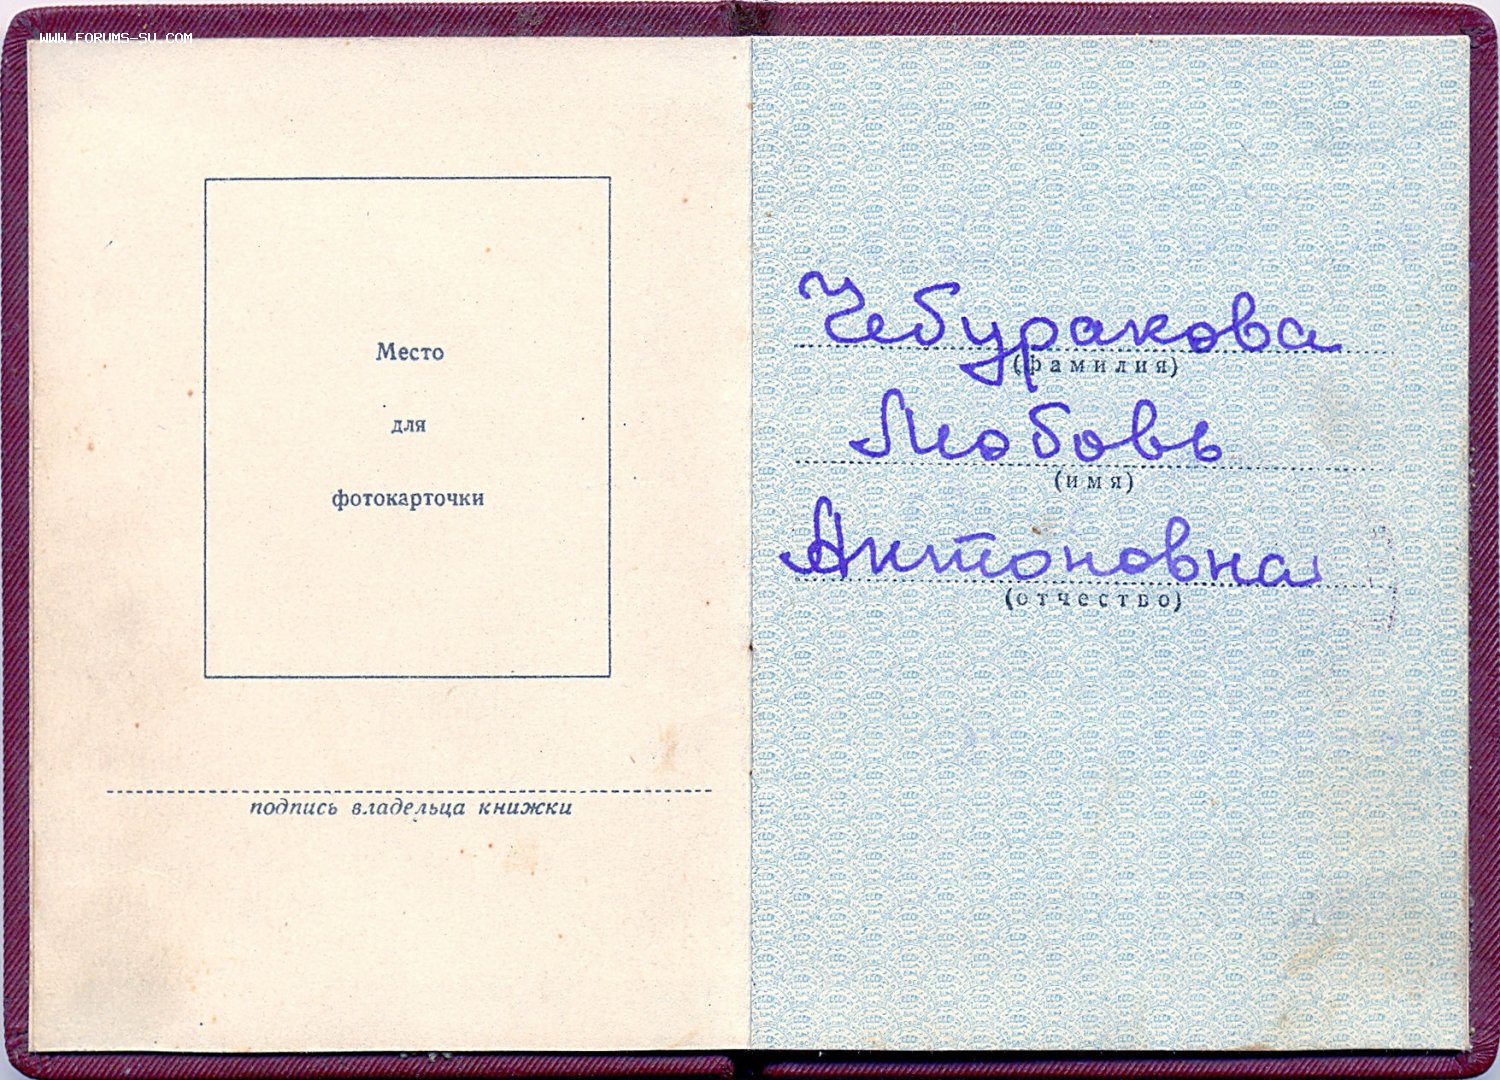 WWW.FORUMS-SU.COM
Место
для
фотокарточки
подпись владельца книжки
Чебуракова
(фамилия)
Любовь
(имя)
Антоновна
(отчество)